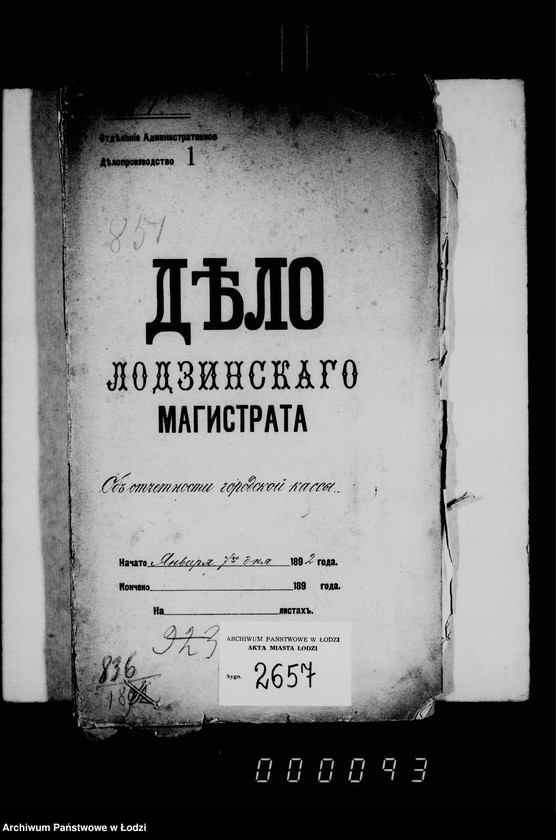 Отдѣленіе Административное
Дѣлопроизводство 1
851
ДѢЛО
ЛОДЗИНСКАГО
МАГИСТРАТА
Объ отчетности городской кассы.
Начато Января дня 1892 года.
Кончено 189 года.
На листахъ.
923
ARCHIWUM PAŃSTWOWE W ŁODZI
AKTA MIASTA ŁODZI
Sygn. 2657
836
000093
Archiwum Państwowe w Łodzi